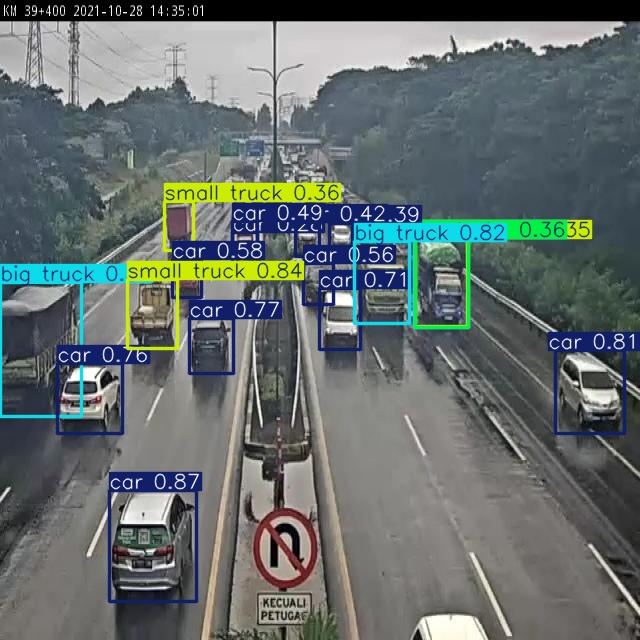 KM 39+400 2021-10-28 14:35:01
small truck 0.36
car 0.49
0.42
.39
big truck 0.82
0.36
35
car 0.58
car 0.56
big truck 0.
small truck 0.84
car 0.71
car 0.77
car 0.76
car 0.81
car 0.87
KECUALI
PETUGAS